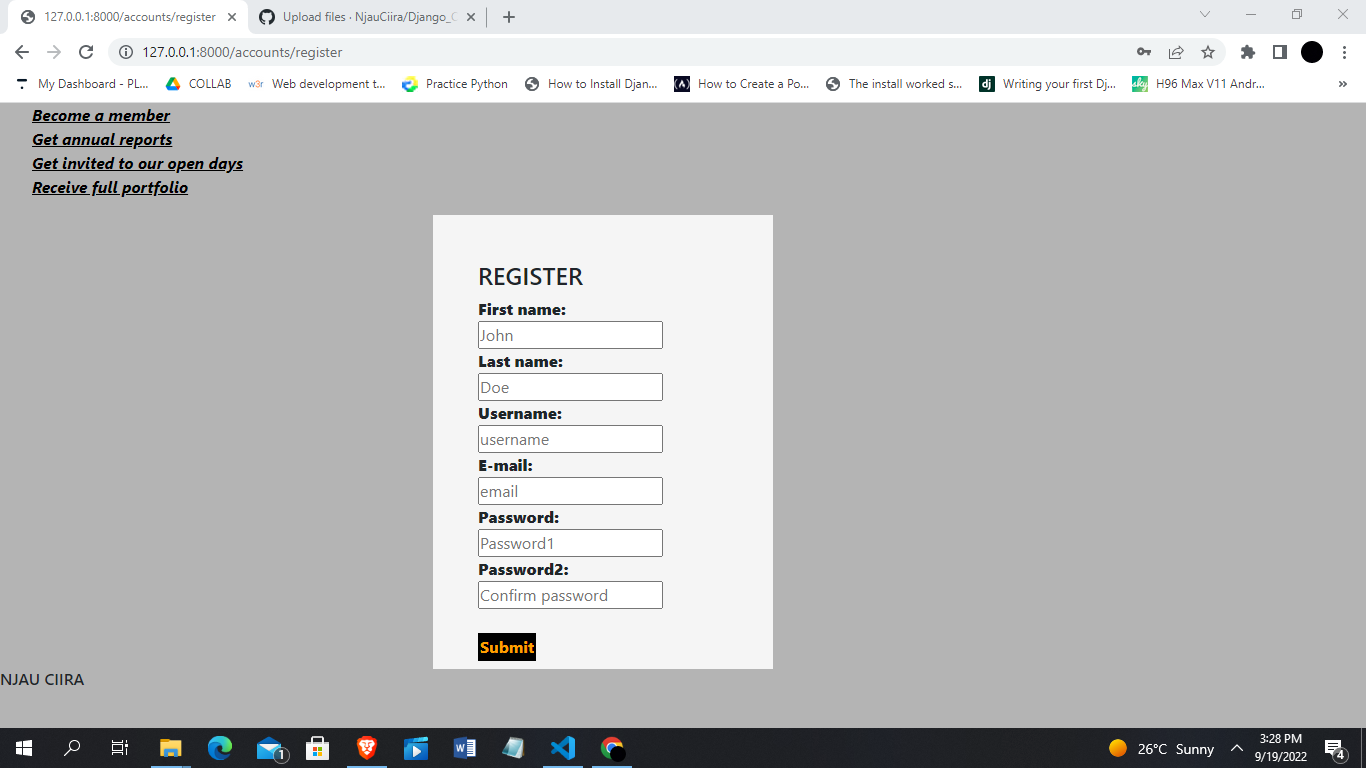 127.0.0.1:8000/accounts/register
Upload files · NjauCiira/Django_C
127.0.0.1:8000/accounts/register
My Dashboard - PL...
COLLAB
w3r
Web development t...
Practice Python
How to Install Djan...
How to Create a Po...
The install worked s...
dj
Writing your first Dj...
sky
H96 Max V11 Andr...
Become a member
Get annual reports
Get invited to our open days
Receive full portfolio
REGISTER
First name:
John
Last name:
Doe
Username:
username
E-mail:
email
Password:
Password1
Password2:
Confirm password
Submit
NJAU CIIRA
1
26°C Sunny
3:28 PM
9/19/2022
4